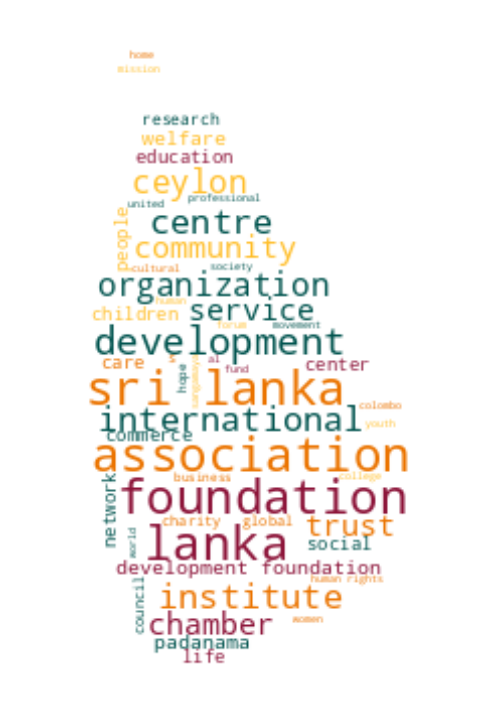 home
mission
research
welfare
education
ceylon
professional
united
people
centre
community
cultural society
organization
human
children service
forum movement
development
care s al center
hope fund
sangamaya
sri lanka
colombo
international youth
commerce
association
business college
network foundation
charity global trust
world lanka social
development foundation
human rights
council institute
chamber women
padanama
life